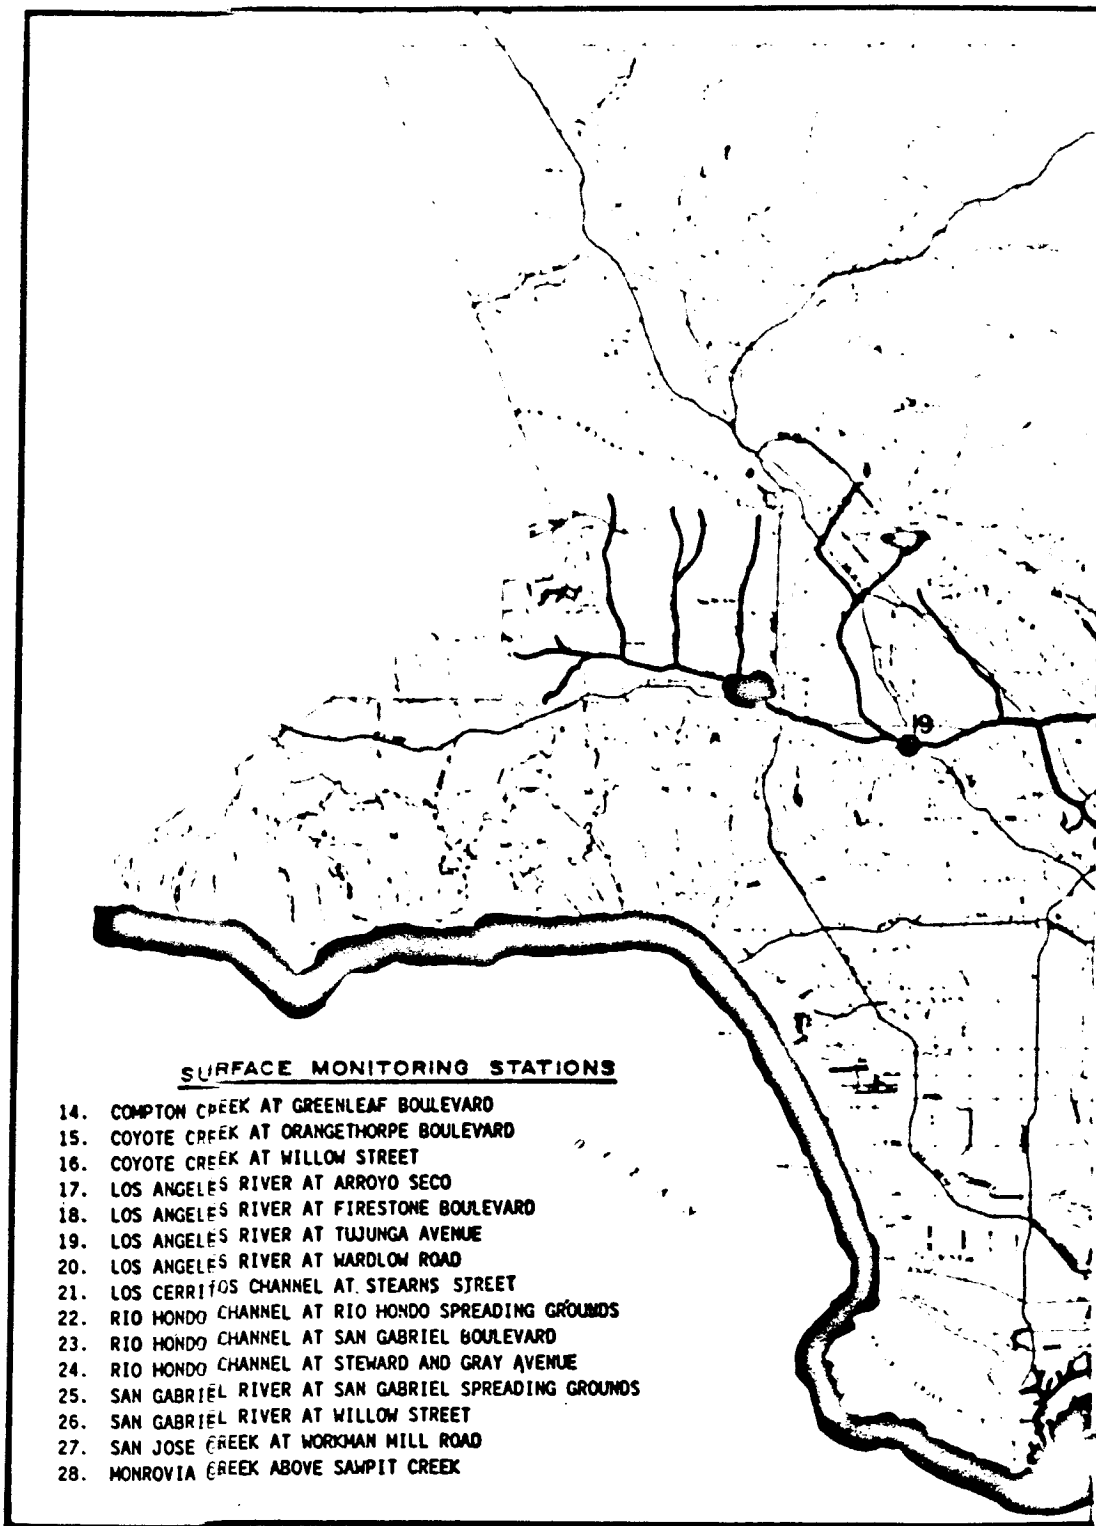 19
SURFACE MONITORING STATIONS
14. COMPTON CREEK AT GREENLEAF BOULEVARD
15. COYOTE CREEK AT ORANGETHORPE BOULEVARD
16. COYOTE CREEK AT WILLOW STREET
17. LOS ANGELES RIVER AT ARROYO SECO
18. LOS ANGELES RIVER AT FIRESTONE BOULEVARD
19. LOS ANGELES RIVER AT TUJUNGA AVENUE
20. LOS ANGELES RIVER AT WARDLOW ROAD
21. LOS CERRITOS CHANNEL AT STEARNS STREET
22. RIO HONDO CHANNEL AT RIO HONDO SPREADING GROUNDS
23. RIO HONDO CHANNEL AT SAN GABRIEL BOULEVARD
24. RIO HONDO CHANNEL AT STEWARD AND GRAY AVENUE
25. SAN GABRIEL RIVER AT SAN GABRIEL SPREADING GROUNDS
26. SAN GABRIEL RIVER AT WILLOW STREET
27. SAN JOSE CREEK AT WORKMAN MILL ROAD
28. MONROVIA CREEK ABOVE SAWPIT CREEK